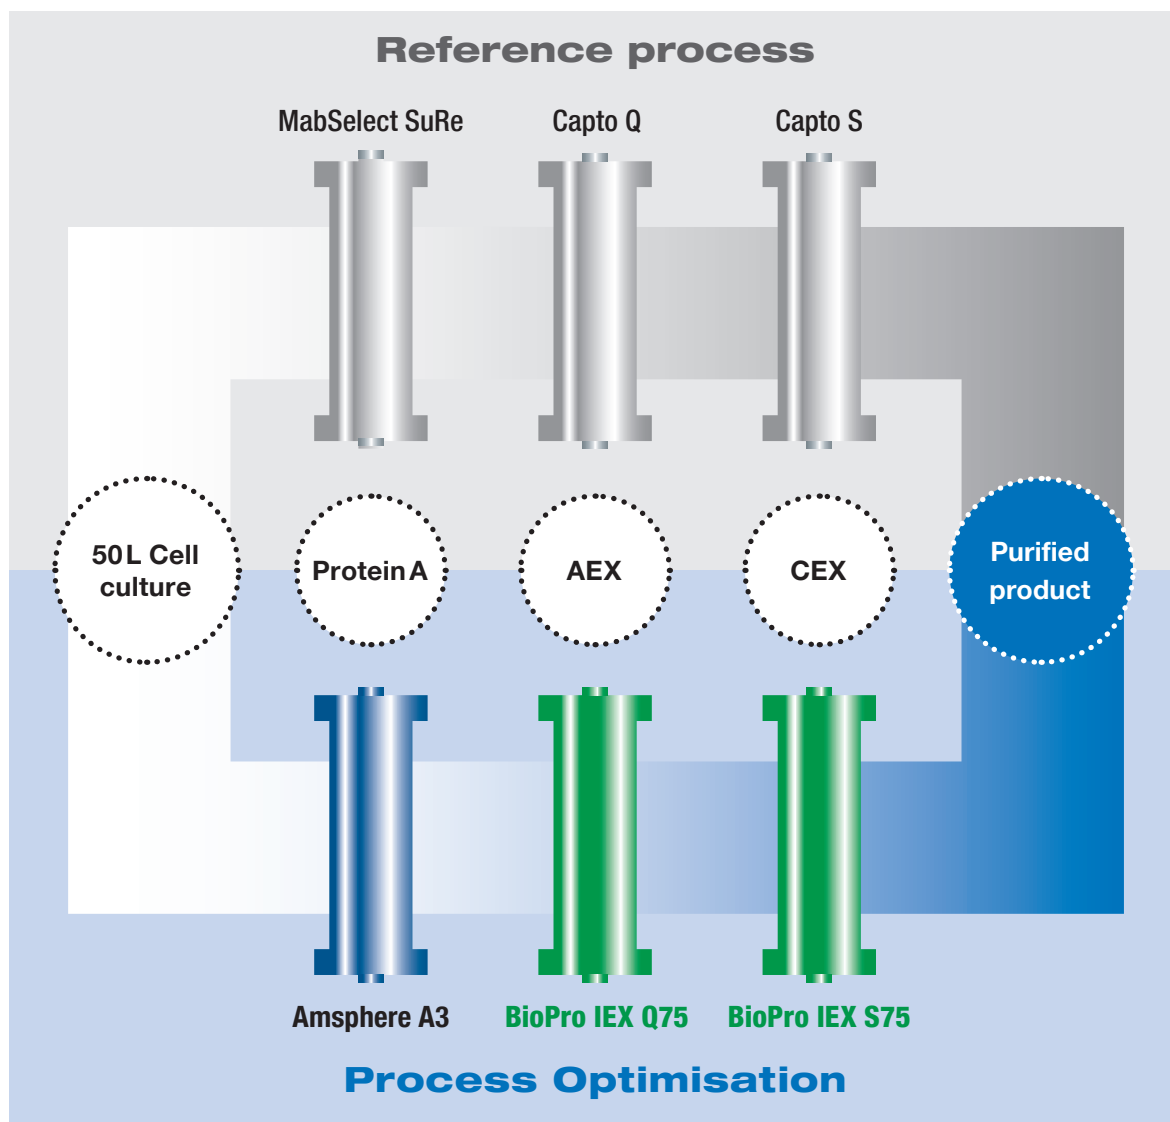 Reference process
MabSelect SuRe
Capto Q
Capto S
50 L Cell
culture
Protein A
AEX
CEX
Purified
product
Amsphere A3
BioPro IEX Q75
BioPro IEX S75
Process Optimisation